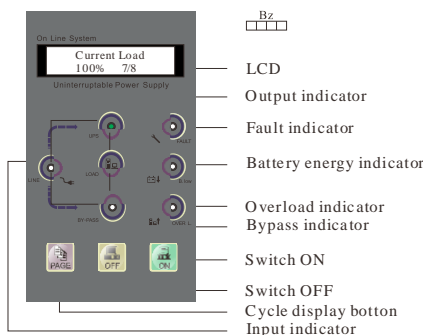 Bz
On Line System
Current Load
100% 7/8
LCD
Uninterruptable Power Supply
Output indicator
UPS
FAULT
Fault indicator
LINE
LOAD
B.low
Battery energy indicator
BY-PASS
OVER L
Overload indicator
Bypass indicator
PAGE
OFF
ON
Switch ON
Switch OFF
Cycle display botton
Input indicator